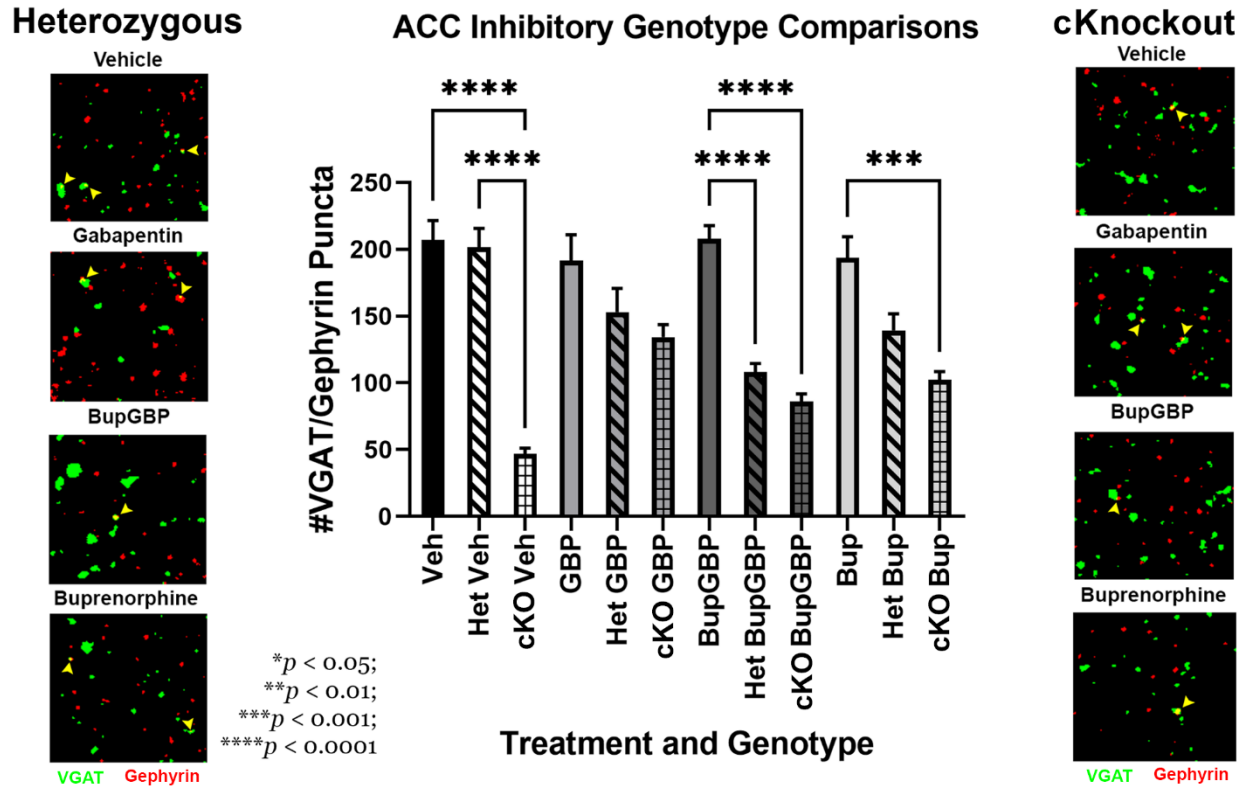 Heterozygous
Vehicle
Gabapentin
BupGBP
Buprenorphine
VGAT Gephyrin
ACC Inhibitory Genotype Comparisons
**** ****
**** **** ***
#VGAT/Gephyrin Puncta
250
200
150
100
50
0
Veh
Het Veh
cKO Veh
GBP
Het GBP
cKO GBP
BupGBP
Het BupGBP
cKO BupGBP
Bup
Het Bup
cKO Bup
Treatment and Genotype
*p < 0.05;
**p < 0.01;
***p < 0.001;
****p < 0.0001
cKnockout
Vehicle
Gabapentin
BupGBP
Buprenorphine
VGAT Gephyrin